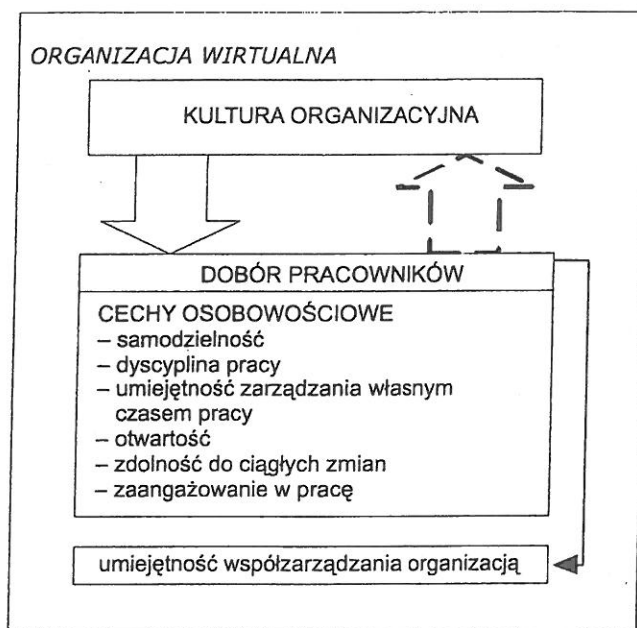 ORGANIZACJA WIRTUALNA
KULTURA ORGANIZACYJNA
DOBÓR PRACOWNIKÓW
CECHY OSOBOWOŚCIOWE
– samodzielność
– dyscyplina pracy
– umiejętność zarządzania własnym
czasem pracy
– otwartość
– zdolność do ciągłych zmian
– zaangażowanie w pracę
umiejętność współzarządzania organizacją